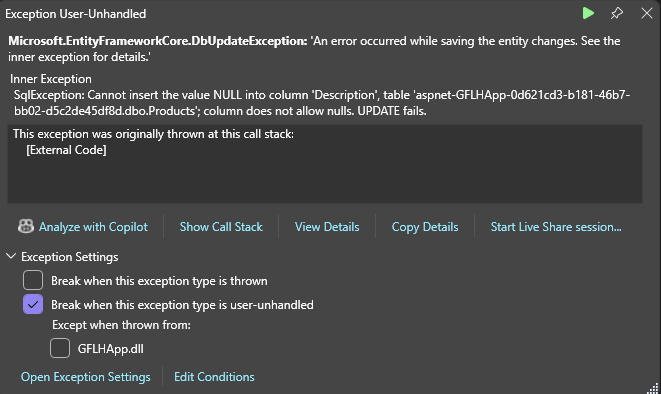 Exception User-Unhandled
Microsoft.EntityFrameworkCore.DbUpdateException: 'An error occurred while saving the entity changes. See the
inner exception for details.'
Inner Exception
SqlException: Cannot insert the value NULL into column 'Description', table 'aspnet-GFLHApp-0d621cd3-b181-46b7-
bb02-d5c2de45df8d.dbo.Products'; column does not allow nulls. UPDATE fails.
This exception was originally thrown at this call stack:
[External Code]
Analyze with Copilot Show Call Stack View Details Copy Details Start Live Share session...
Exception Settings
Break when this exception type is thrown
Break when this exception type is user-unhandled
Except when thrown from:
GFLHApp.dll
Open Exception Settings Edit Conditions